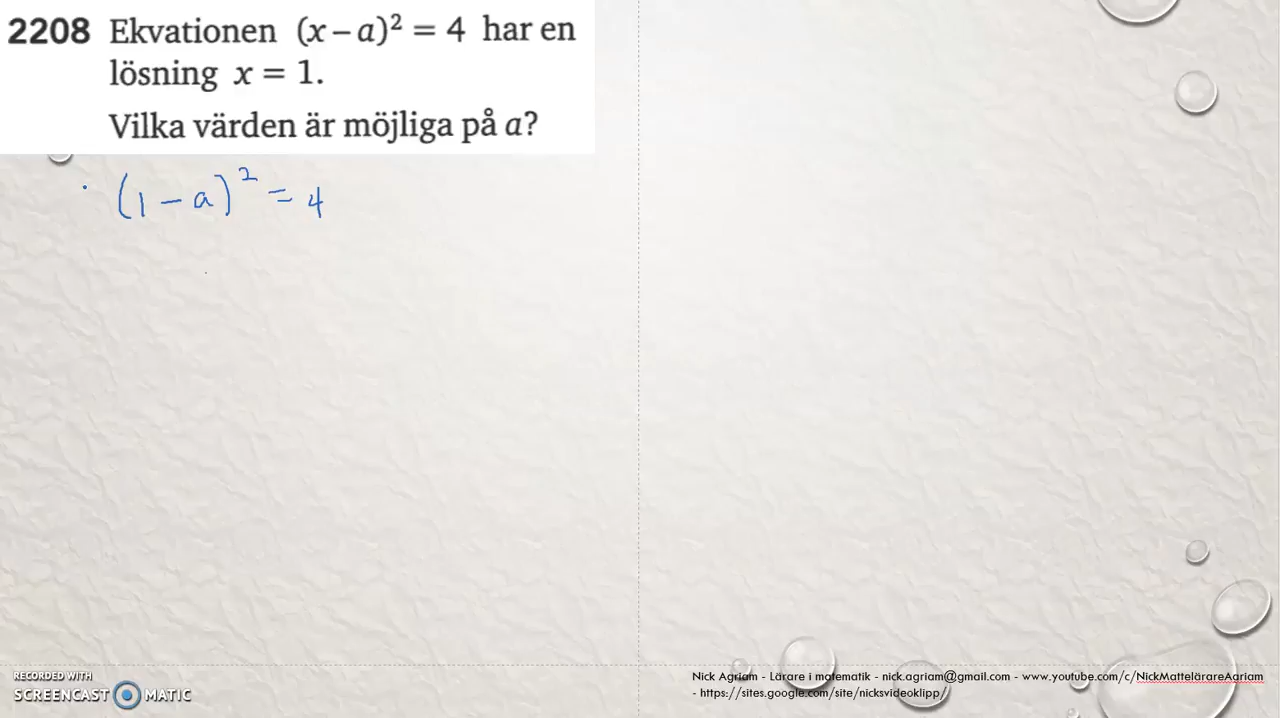 2208 Ekvationen (x – a)² = 4 har en
lösning x = 1.
Vilka värden är möjliga på a?
(1 – a)² = 4
RECORDED WITH
SCREENCAST MATIC
Nick Agriam - Lärare i matematik - nick.agriam@gmail.com - www.youtube.com/c/NickMattelärareAgriam
- https://sites.google.com/site/nicksvideoklipp/